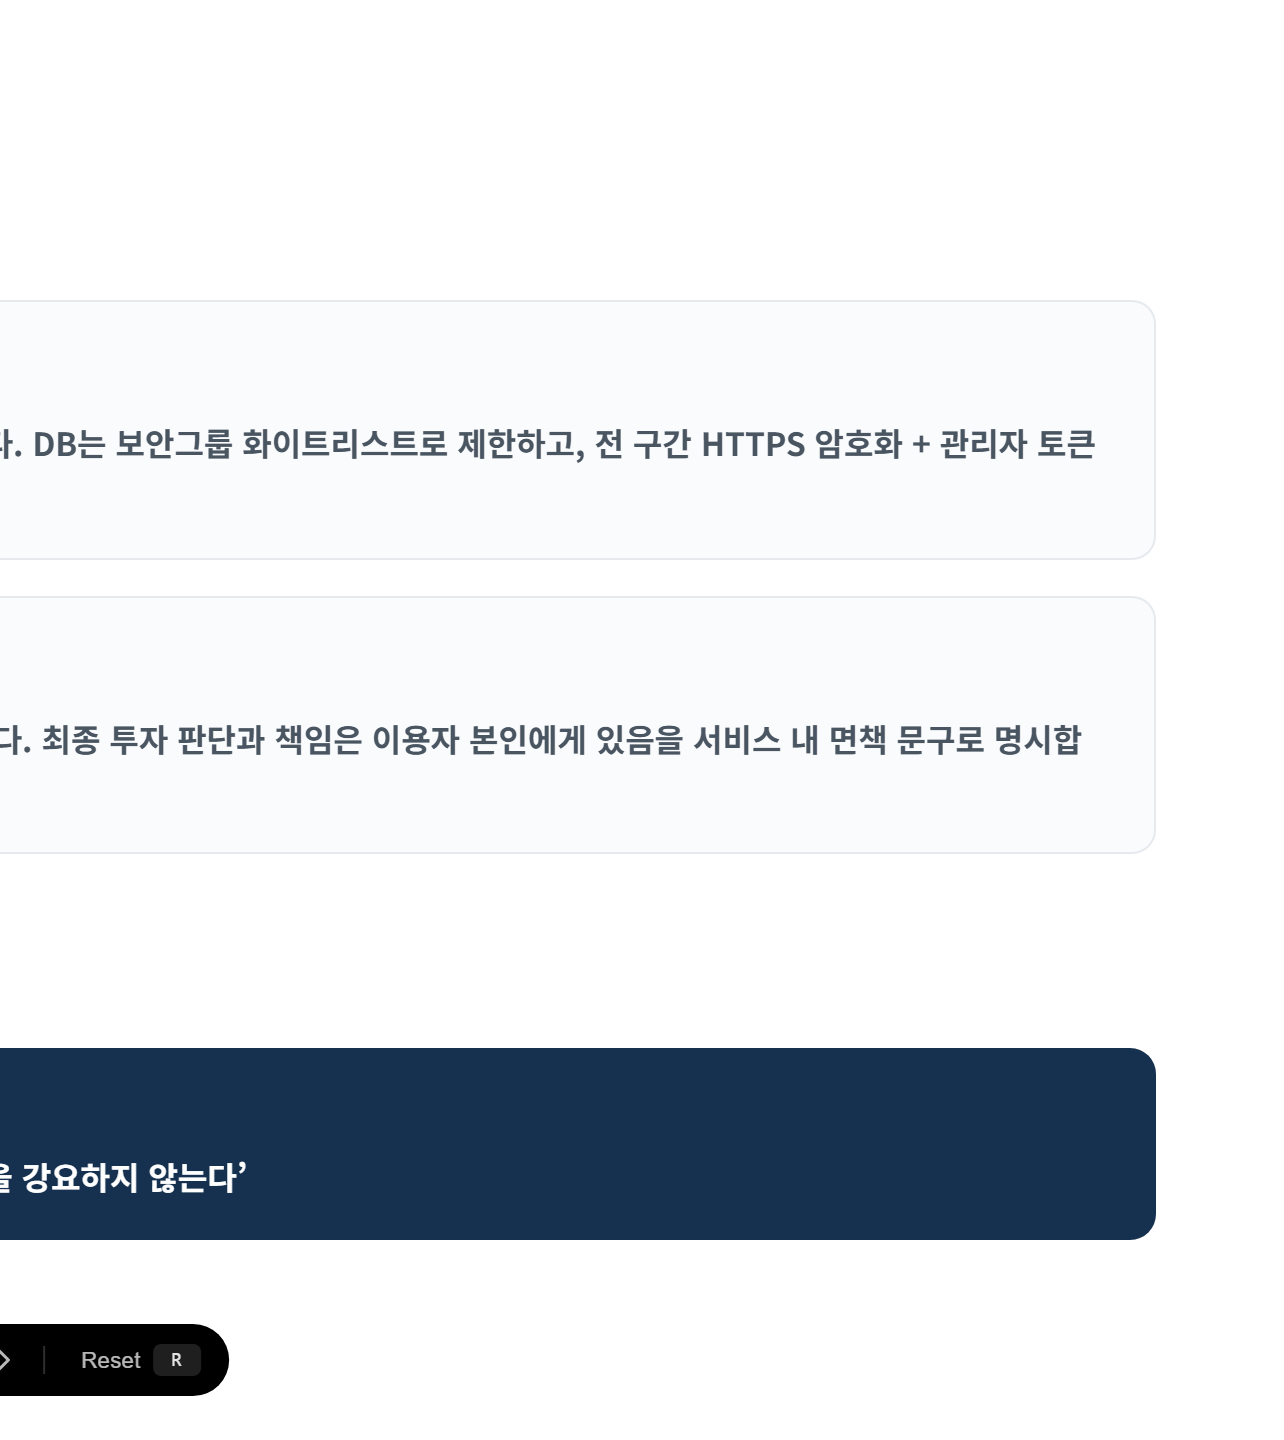 다. DB는 보안그룹 화이트리스트로 제한하고, 전 구간 HTTPS 암호화 + 관리자 토큰
다. 최종 투자 판단과 책임은 이용자 본인에게 있음을 서비스 내 면책 문구로 명시합
을 강요하지 않는다’
Reset R